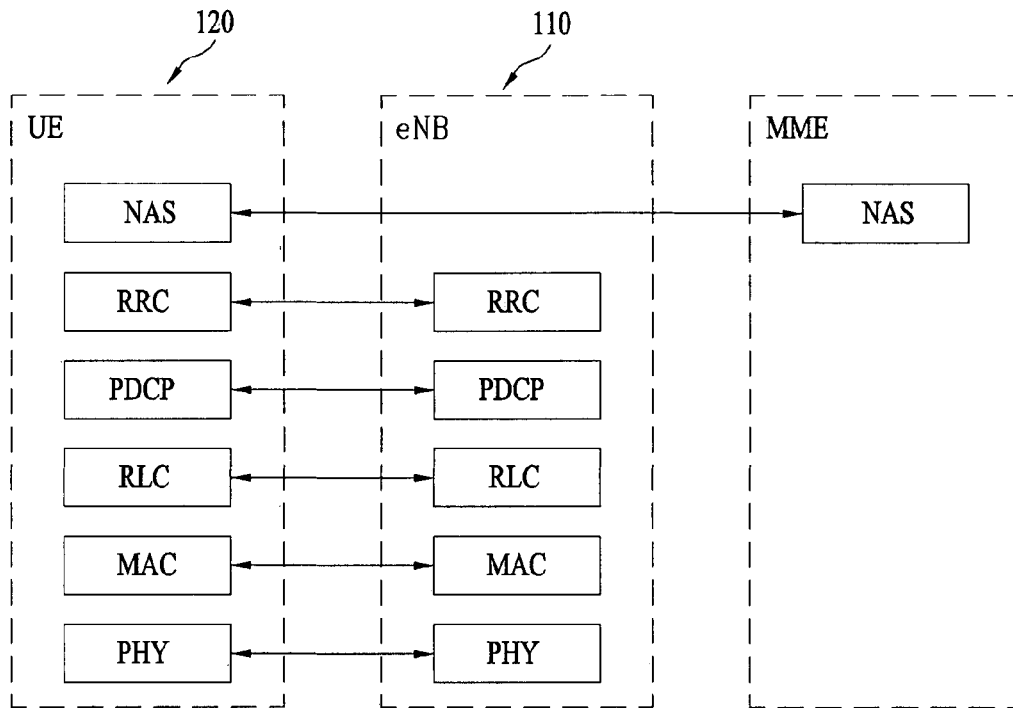 120 110
UE eNB MME
NAS NAS
RRC RRC
PDCP PDCP
RLC RLC
MAC MAC
PHY PHY